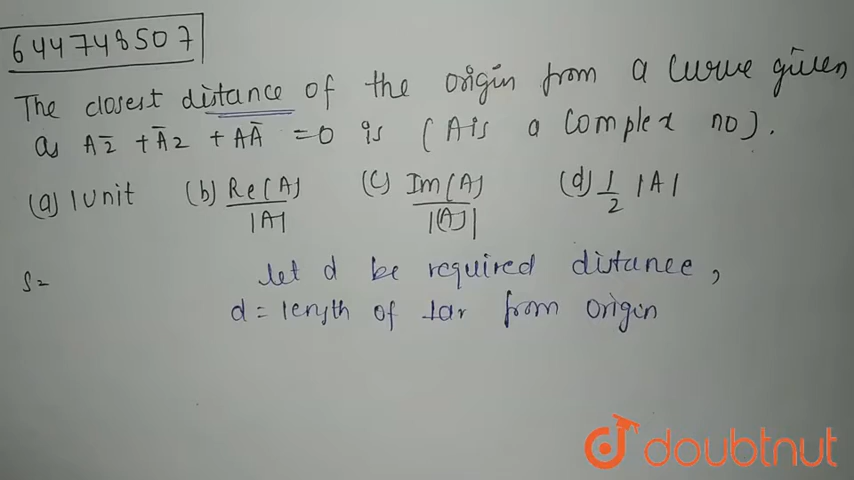 644748507
The closest distance of the origin from a curve given
as Az̄ + Āz + AĀ = 0 is (A is a complex no).
(a) 1 Unit (b) Re(A)/|A| (c) Im(A)/|(A)| (d) 1/2 |A|
S= let d be required distance,
d = length of ⊥ar from origin
doubtnut